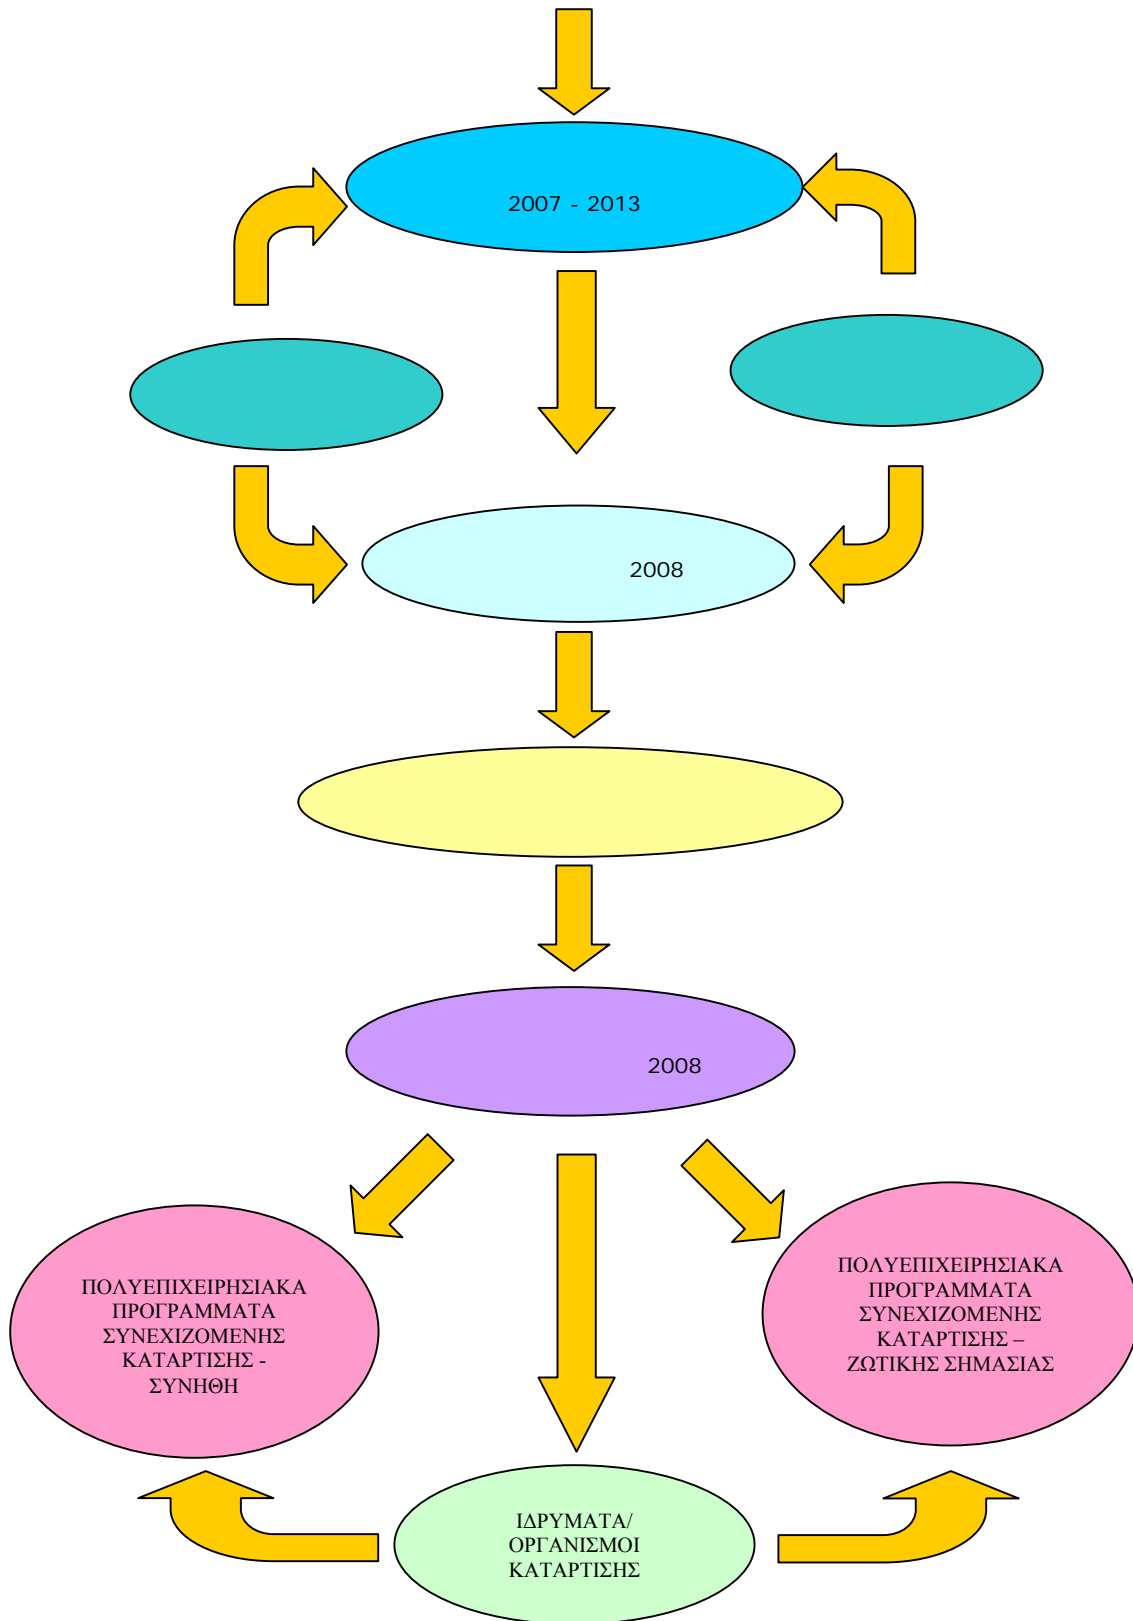 2007 - 2013
2008
2008
ΠΟΛΥΕΠΙΧΕΙΡΗΣΙΑΚΑ
ΠΡΟΓΡΑΜΜΑΤΑ
ΣΥΝΕΧΙΖΟΜΕΝΗΣ
ΚΑΤΑΡΤΙΣΗΣ -
ΣΥΝΗΘΗ
ΠΟΛΥΕΠΙΧΕΙΡΗΣΙΑΚΑ
ΠΡΟΓΡΑΜΜΑΤΑ
ΣΥΝΕΧΙΖΟΜΕΝΗΣ
ΚΑΤΑΡΤΙΣΗΣ –
ΖΩΤΙΚΗΣ ΣΗΜΑΣΙΑΣ
ΙΔΡΥΜΑΤΑ/
ΟΡΓΑΝΙΣΜΟΙ
ΚΑΤΑΡΤΙΣΗΣ